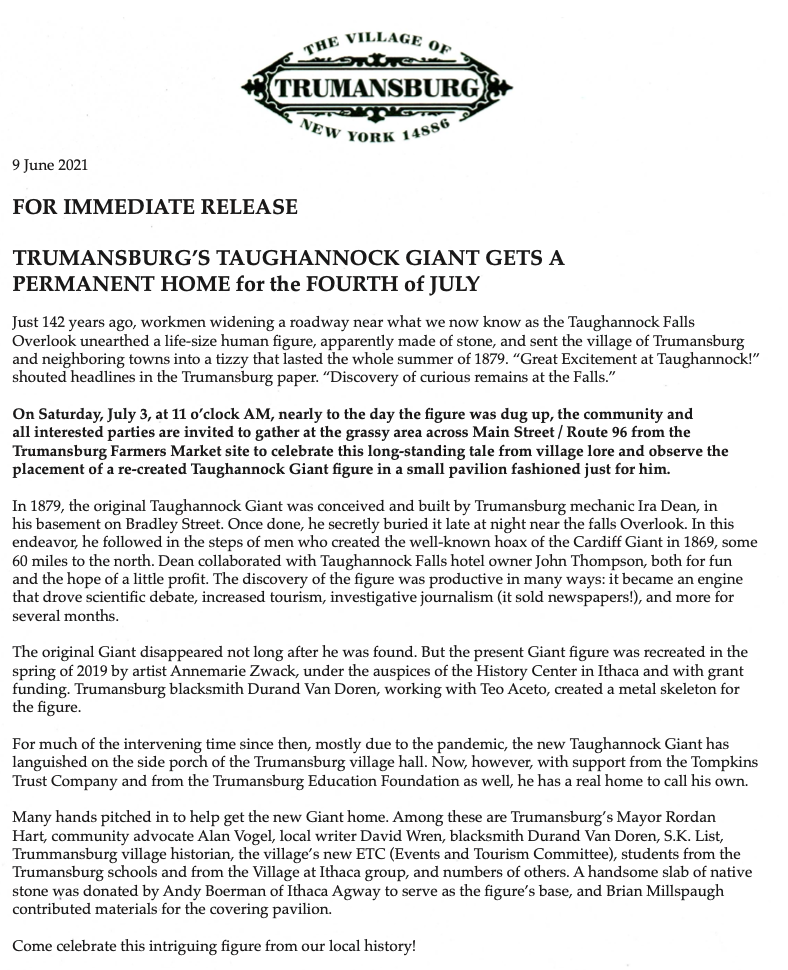 THE VILLAGE OF
TRUMANSBURG
NEW YORK 14886
9 June 2021
FOR IMMEDIATE RELEASE
TRUMANSBURG'S TAUGHANNOCK GIANT GETS A
PERMANENT HOME for the FOURTH of JULY
Just 142 years ago, workmen widening a roadway near what we now know as the Taughannock Falls
Overlook unearthed a life-size human figure, apparently made of stone, and sent the village of Trumansburg
and neighboring towns into a tizzy that lasted the whole summer of 1879. “Great Excitement at Taughannock!”
shouted headlines in the Trumansburg paper. “Discovery of curious remains at the Falls.”
On Saturday, July 3, at 11 o'clock AM, nearly to the day the figure was dug up, the community and
all interested parties are invited to gather at the grassy area across Main Street / Route 96 from the
Trumansburg Farmers Market site to celebrate this long-standing tale from village lore and observe the
placement of a re-created Taughannock Giant figure in a small pavilion fashioned just for him.
In 1879, the original Taughannock Giant was conceived and built by Trumansburg mechanic Ira Dean, in
his basement on Bradley Street. Once done, he secretly buried it late at night near the falls Overlook. In this
endeavor, he followed in the steps of men who created the well-known hoax of the Cardiff Giant in 1869, some
60 miles to the north. Dean collaborated with Taughannock Falls hotel owner John Thompson, both for fun
and the hope of a little profit. The discovery of the figure was productive in many ways: it became an engine
that drove scientific debate, increased tourism, investigative journalism (it sold newspapers!), and more for
several months.
The original Giant disappeared not long after he was found. But the present Giant figure was recreated in the
spring of 2019 by artist Annemarie Zwack, under the auspices of the History Center in Ithaca and with grant
funding. Trumansburg blacksmith Durand Van Doren, working with Teo Aceto, created a metal skeleton for
the figure.
For much of the intervening time since then, mostly due to the pandemic, the new Taughannock Giant has
languished on the side porch of the Trumansburg village hall. Now, however, with support from the Tompkins
Trust Company and from the Trumansburg Education Foundation as well, he has a real home to call his own.
Many hands pitched in to help get the new Giant home. Among these are Trumansburg's Mayor Rordan
Hart, community advocate Alan Vogel, local writer David Wren, blacksmith Durand Van Doren, S.K. List,
Trummansburg village historian, the village's new ETC (Events and Tourism Committee), students from the
Trumansburg schools and from the Village at Ithaca group, and numbers of others. A handsome slab of native
stone was donated by Andy Boerman of Ithaca Agway to serve as the figure's base, and Brian Millspaugh
contributed materials for the covering pavilion.
Come celebrate this intriguing figure from our local history!